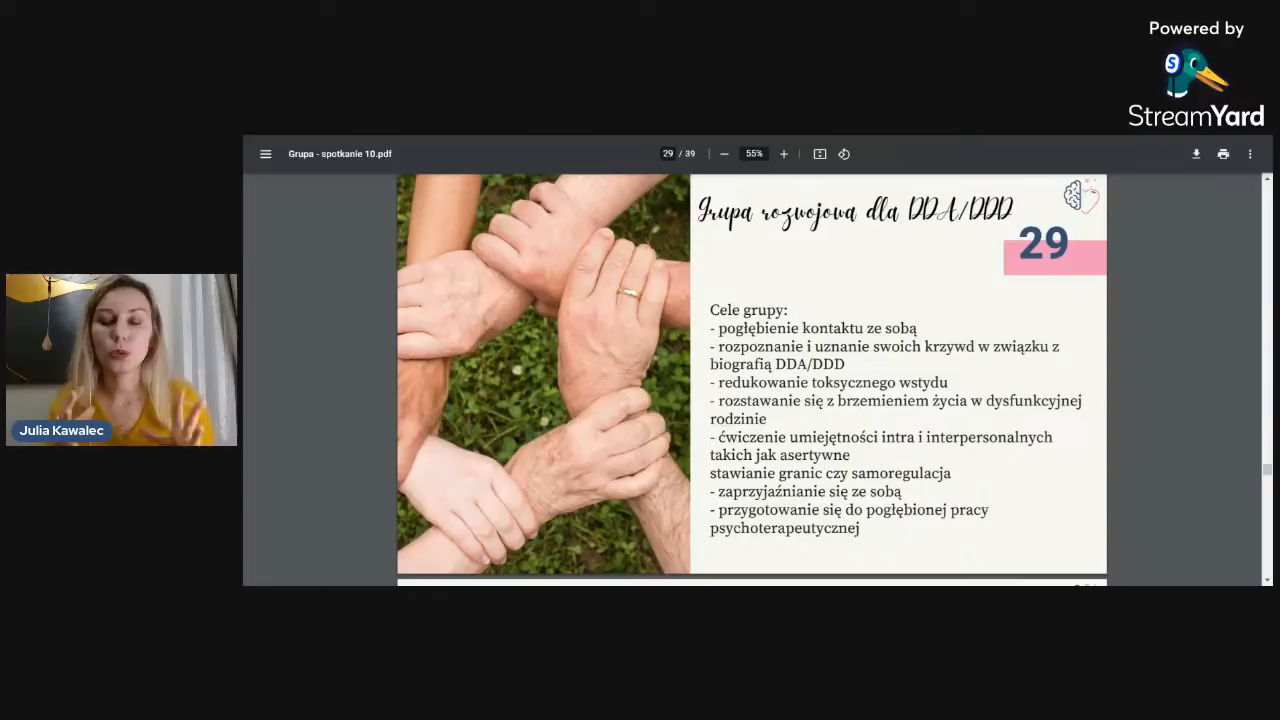 Powered by
S
StreamYard
Grupa - spotkanie 10.pdf
29 / 39
55%
Grupa rozwojowa dla DDA/DDD
29
Cele grupy:
- pogłębienie kontaktu ze sobą
- rozpoznanie i uznanie swoich krzywd w związku z
biografią DDA/DDD
- redukowanie toksycznego wstydu
- rozstawanie się z brzemieniem życia w dysfunkcyjnej
rodzinie
- ćwiczenie umiejętności intra i interpersonalnych
takich jak asertywne
stawianie granic czy samoregulacja
- zaprzyjaźnianie się ze sobą
- przygotowanie się do pogłębionej pracy
psychoterapeutycznej
Julia Kawalec